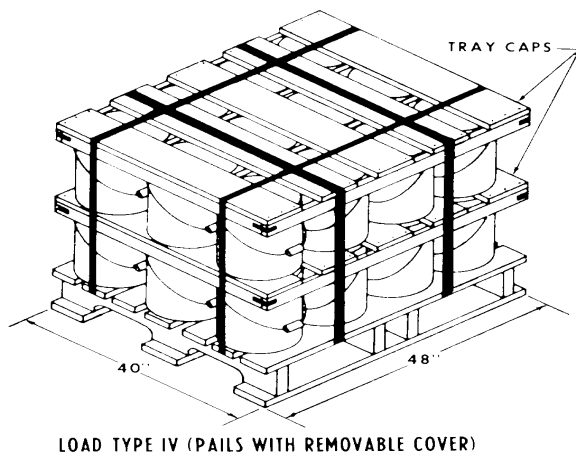 TRAY CAPS
40"
48"
LOAD TYPE IV (PAILS WITH REMOVABLE COVER)